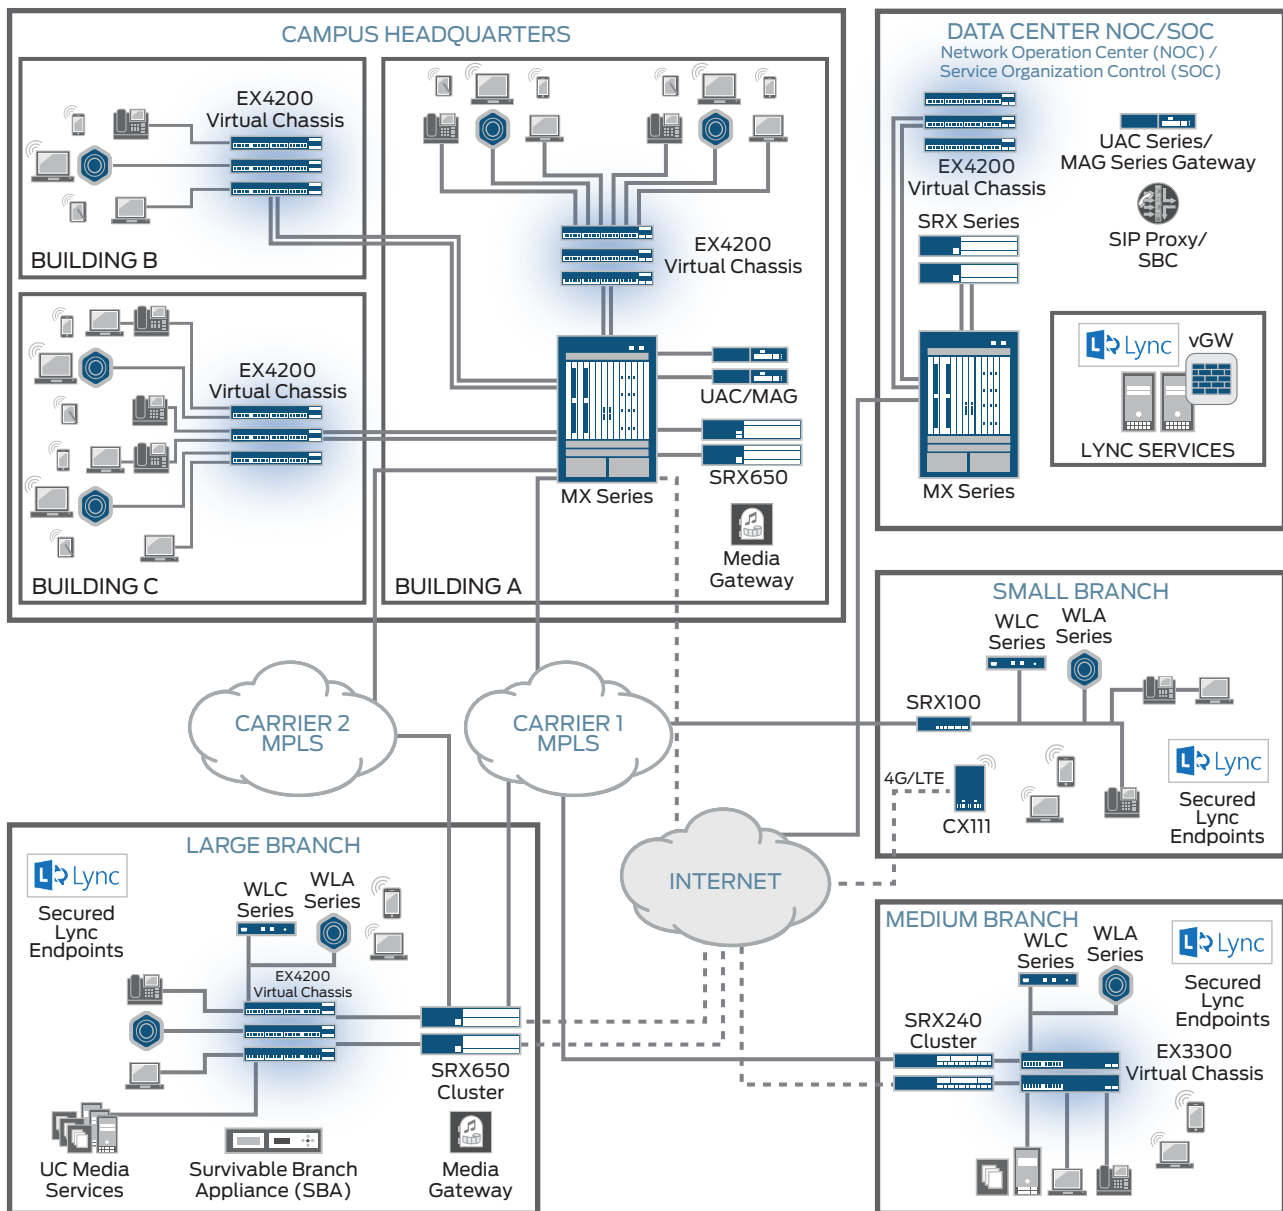 CAMPUS HEADQUARTERS
EX4200
Virtual Chassis
BUILDING B
EX4200
Virtual Chassis
BUILDING C
EX4200
Virtual Chassis
UAC/MAG
SRX650
MX Series
Media
Gateway
BUILDING A
DATA CENTER NOC/SOC
Network Operation Center (NOC) /
Service Organization Control (SOC)
EX4200
Virtual Chassis
UAC Series/
MAG Series Gateway
SRX Series
SIP Proxy/
SBC
MX Series
L Lync
vGW
LYNC SERVICES
CARRIER 2
MPLS
CARRIER 1
MPLS
INTERNET
SMALL BRANCH
WLC
Series
WLA
Series
SRX100
4G/LTE
CX111
L Lync
Secured
Lync
Endpoints
LARGE BRANCH
L Lync
Secured
Lync
Endpoints
WLC
Series
WLA
Series
EX4200
Virtual Chassis
SRX650
Cluster
UC Media
Services
Survivable Branch
Appliance (SBA)
Media
Gateway
MEDIUM BRANCH
WLC
Series
WLA
Series
L Lync
Secured
Lync
Endpoints
SRX240
Cluster
EX3300
Virtual Chassis